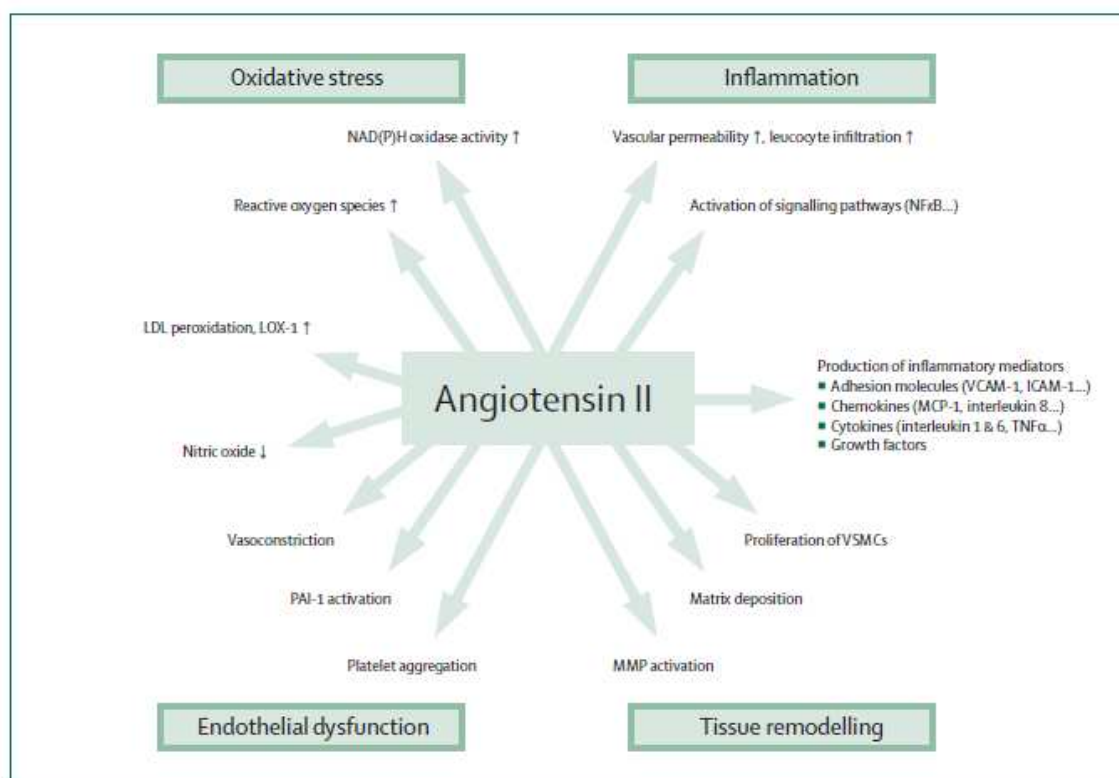 Oxidative stress
Inflammation
NAD(P)H oxidase activity ↑
Vascular permeability ↑, leucocyte infiltration ↑
Reactive oxygen species ↑
Activation of signalling pathways (NFκB...)
LDL peroxidation, LOX-1 ↑
Angiotensin II
Production of inflammatory mediators
■ Adhesion molecules (VCAM-1, ICAM-1...)
■ Chemokines (MCP-1, interleukin 8...)
■ Cytokines (interleukin 1 & 6, TNFα...)
■ Growth factors
Nitric oxide ↓
Vasoconstriction
Proliferation of VSMCs
PAI-1 activation
Matrix deposition
Platelet aggregation
MMP activation
Endothelial dysfunction
Tissue remodelling